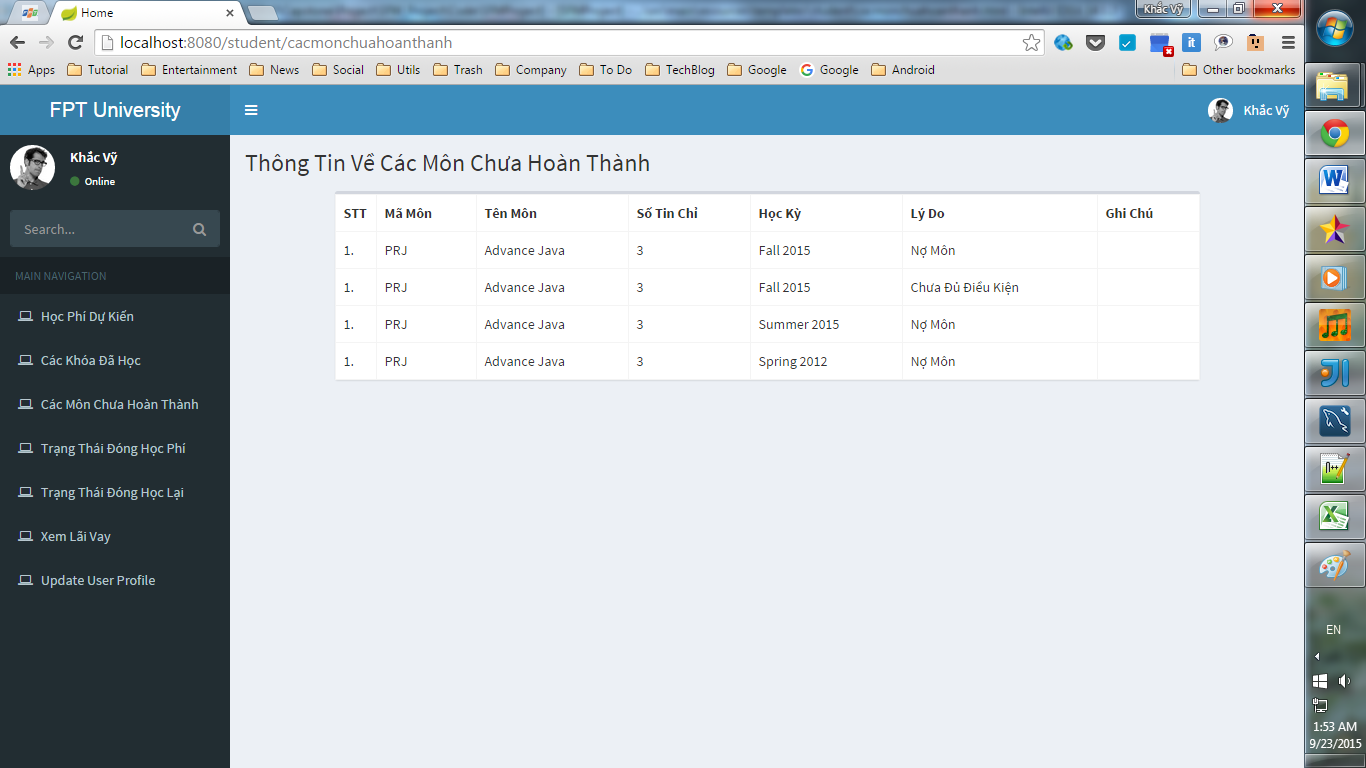 Home
Khắc Vỹ
localhost:8080/student/cacmonchuahoanthanh
Apps Tutorial Entertainment News Social Utils Trash Company To Do TechBlog Google Google Android Other bookmarks
FPT University
Khắc Vỹ
Khắc Vỹ
Online
Search...
MAIN NAVIGATION
Học Phí Dự Kiến
Các Khóa Đã Học
Các Môn Chưa Hoàn Thành
Trạng Thái Đóng Học Phí
Trạng Thái Đóng Học Lại
Xem Lãi Vay
Update User Profile
Thông Tin Về Các Môn Chưa Hoàn Thành
STT Mã Môn Tên Môn Số Tin Chỉ Học Kỳ Lý Do Ghi Chú
1. PRJ Advance Java 3 Fall 2015 Nợ Môn
1. PRJ Advance Java 3 Fall 2015 Chưa Đủ Điều Kiện
1. PRJ Advance Java 3 Summer 2015 Nợ Môn
1. PRJ Advance Java 3 Spring 2012 Nợ Môn
EN
1:53 AM
9/23/2015